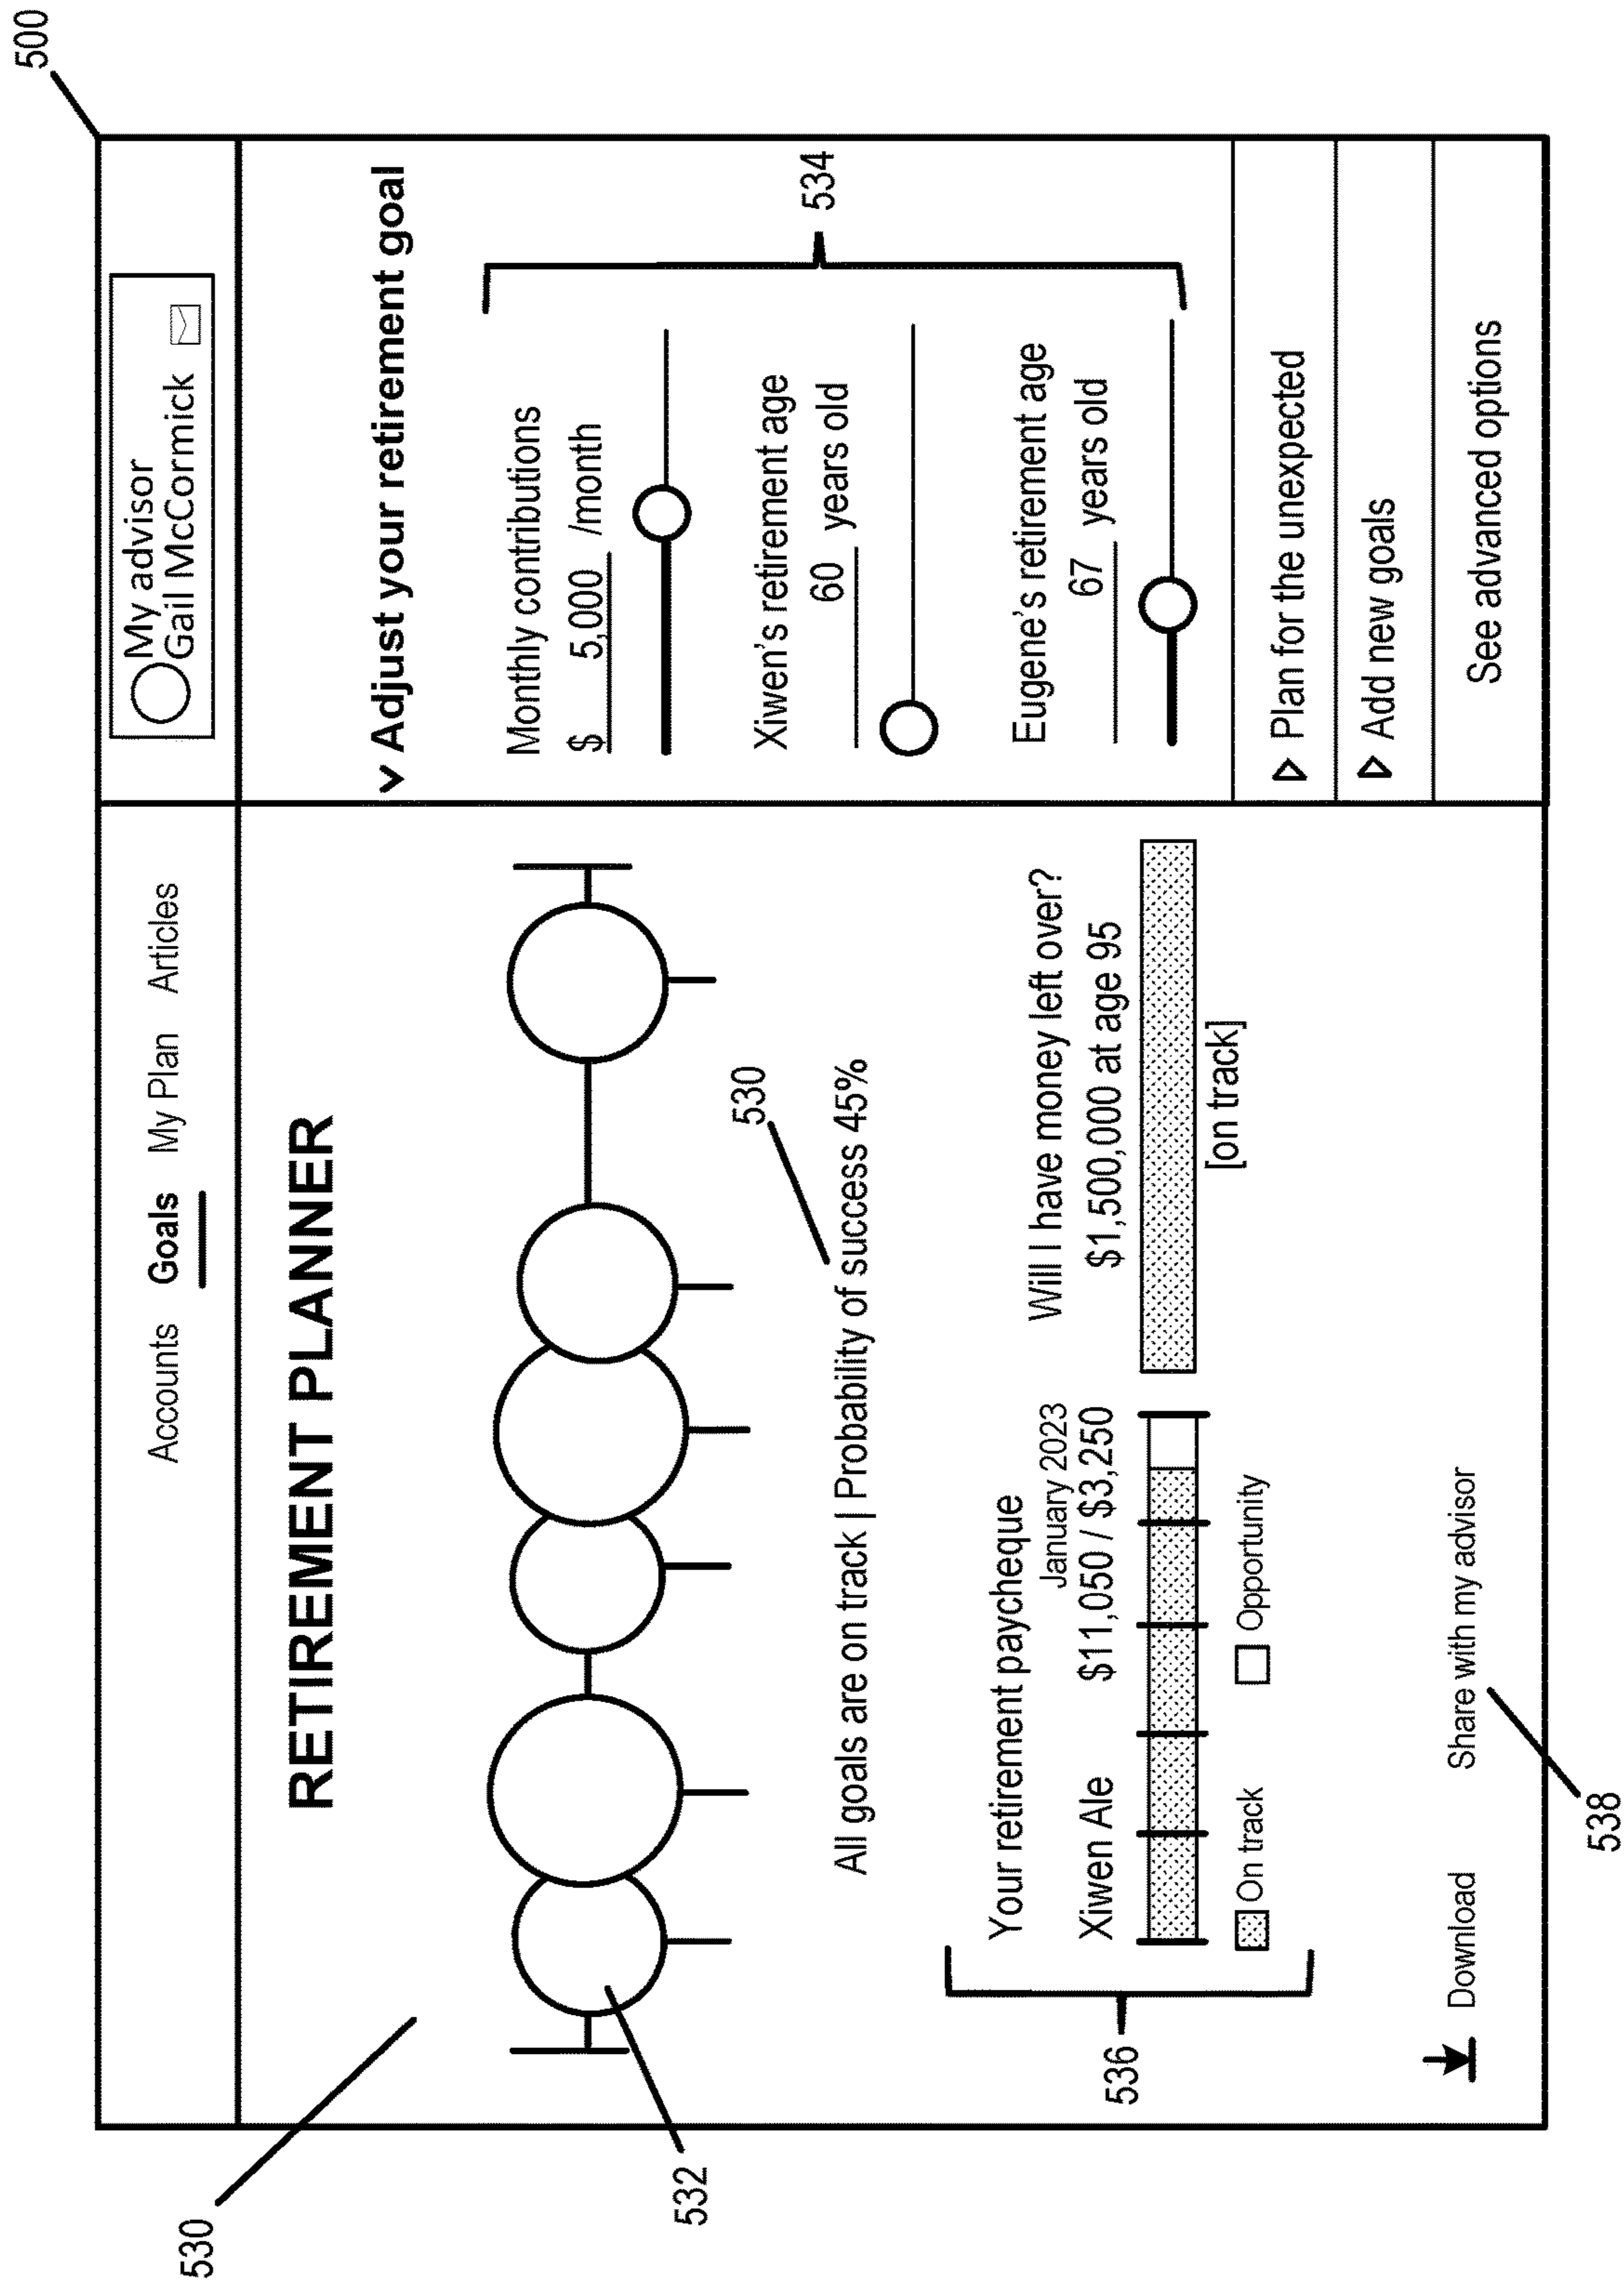 500
Accounts Goals My Plan Articles
My advisor
Gail McCormick
530
RETIREMENT PLANNER
532
530
All goals are on track | Probability of success 45%
536
Your retirement paycheque
January 2023
Xiwen Ale $11,050 / $3,250
On track Opportunity
Will I have money left over?
$1,500,000 at age 95
[on track]
Download Share with my advisor
538
Adjust your retirement goal
Monthly contributions
$ 5,000 /month
Xiwen's retirement age
60 years old
Eugene's retirement age
67 years old
534
Plan for the unexpected
Add new goals
See advanced options